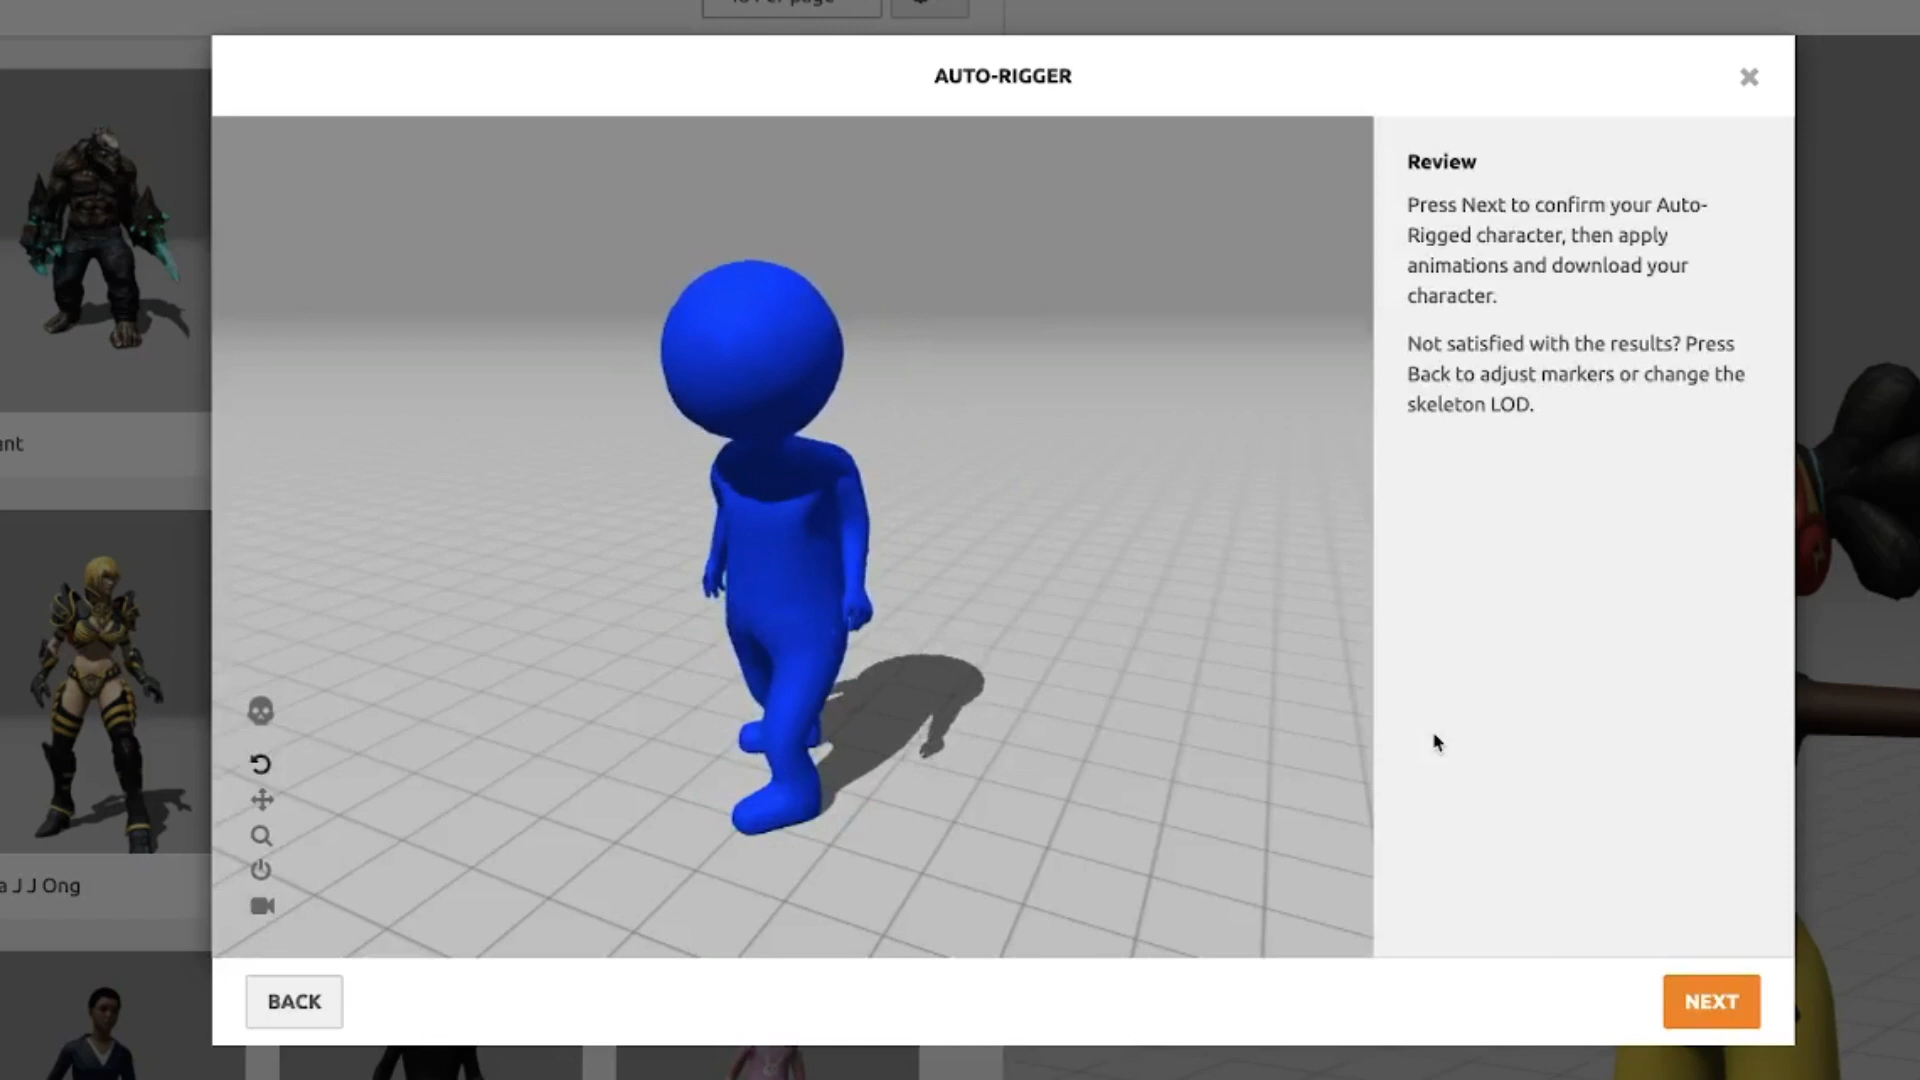 AUTO-RIGGER
Review
Press Next to confirm your Auto-
Rigged character, then apply
animations and download your
character.
Not satisfied with the results? Press
Back to adjust markers or change the
skeleton LOD.
ant
a J J Ong
BACK
NEXT